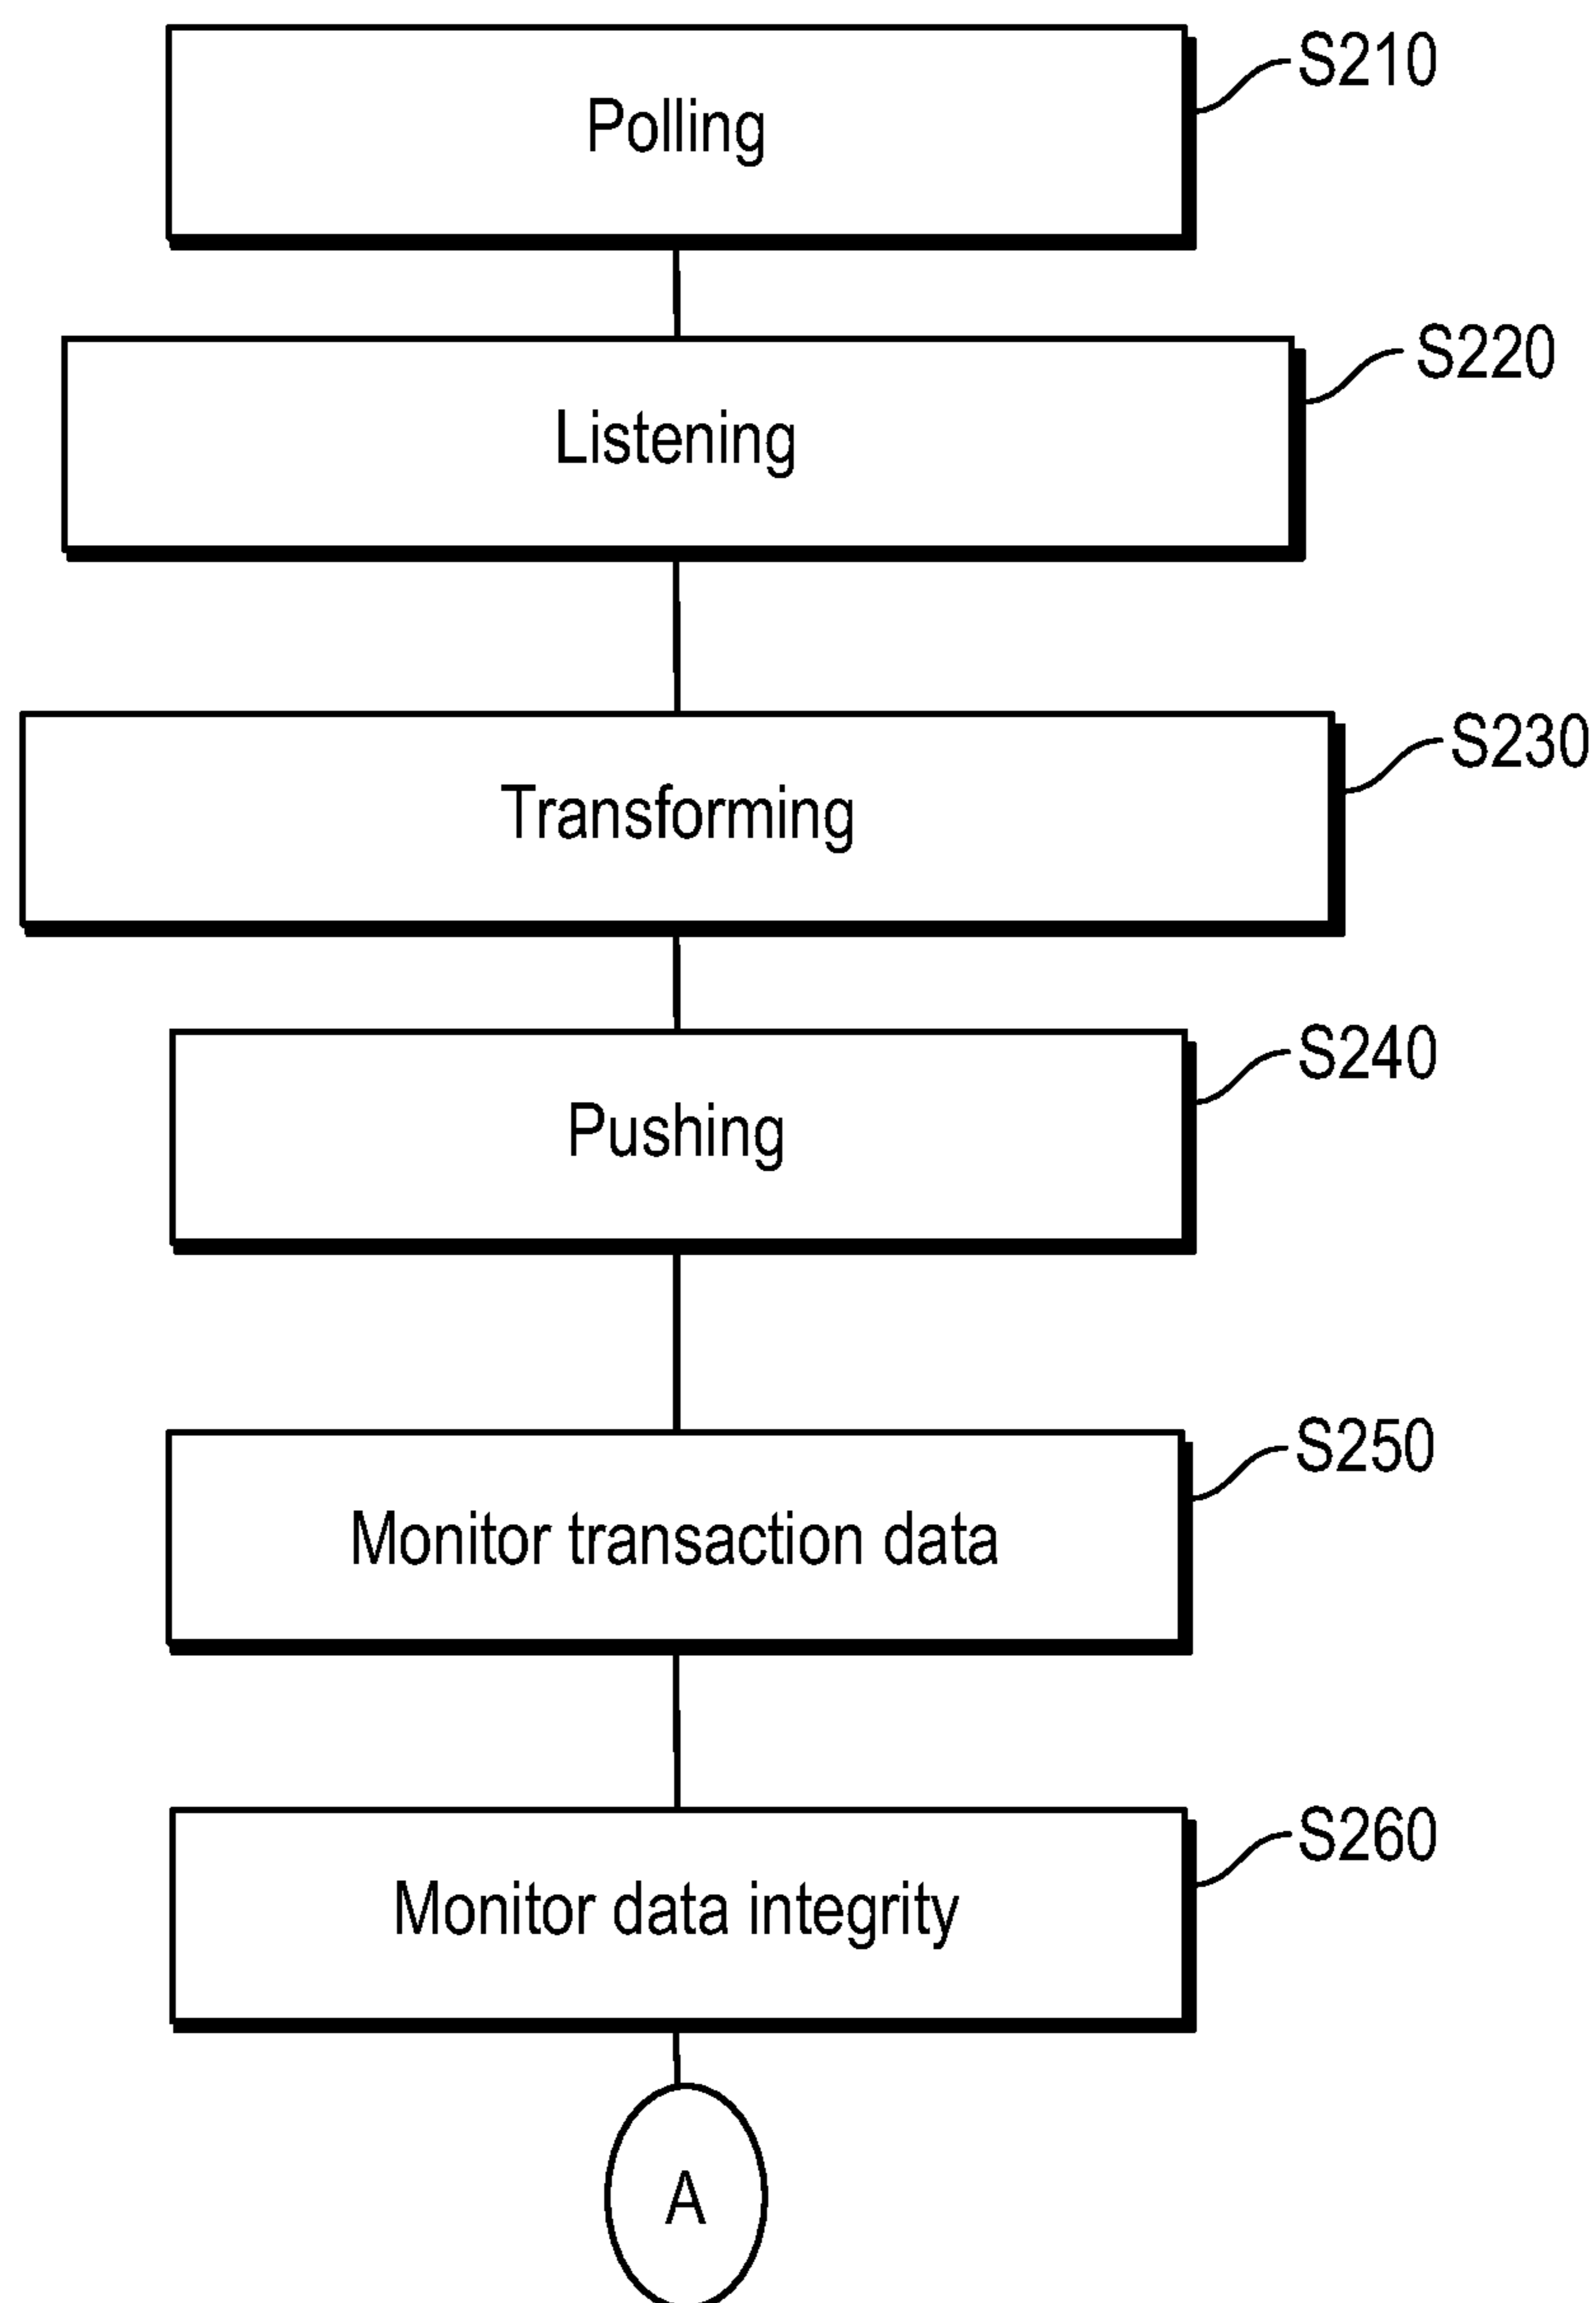 Polling
S210
Listening
S220
Transforming
S230
Pushing
S240
Monitor transaction data
S250
Monitor data integrity
S260
A